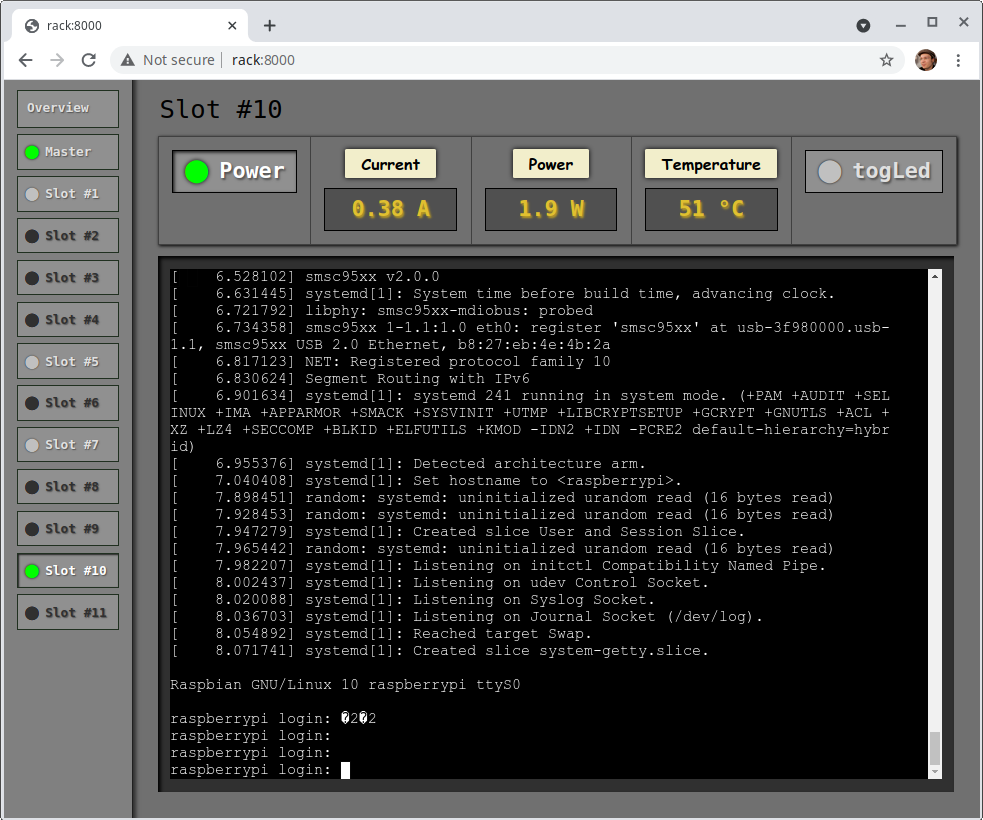 rack:8000
Not secure | rack:8000
Overview
Master
Slot #1
Slot #2
Slot #3
Slot #4
Slot #5
Slot #6
Slot #7
Slot #8
Slot #9
Slot #10
Slot #11
Slot #10
Power
Current
0.38 A
Power
1.9 W
Temperature
51 °C
togLed
[    6.528102] smsc95xx v2.0.0
[    6.631445] systemd[1]: System time before build time, advancing clock.
[    6.721792] libphy: smsc95xx-mdiobus: probed
[    6.734358] smsc95xx 1-1.1:1.0 eth0: register 'smsc95xx' at usb-3f980000.usb-
1.1, smsc95xx USB 2.0 Ethernet, b8:27:eb:4e:4b:2a
[    6.817123] NET: Registered protocol family 10
[    6.830624] Segment Routing with IPv6
[    6.901634] systemd[1]: systemd 241 running in system mode. (+PAM +AUDIT +SEL
INUX +IMA +APPARMOR +SMACK +SYSVINIT +UTMP +LIBCRYPTSETUP +GCRYPT +GNUTLS +ACL +
XZ +LZ4 +SECCOMP +BLKID +ELFUTILS +KMOD -IDN2 +IDN -PCRE2 default-hierarchy=hybr
id)
[    6.955376] systemd[1]: Detected architecture arm.
[    7.040408] systemd[1]: Set hostname to <raspberrypi>.
[    7.898451] random: systemd: uninitialized urandom read (16 bytes read)
[    7.928453] random: systemd: uninitialized urandom read (16 bytes read)
[    7.947279] systemd[1]: Created slice User and Session Slice.
[    7.965442] random: systemd: uninitialized urandom read (16 bytes read)
[    7.982207] systemd[1]: Listening on initctl Compatibility Named Pipe.
[    8.002437] systemd[1]: Listening on udev Control Socket.
[    8.020088] systemd[1]: Listening on Syslog Socket.
[    8.036703] systemd[1]: Listening on Journal Socket (/dev/log).
[    8.054892] systemd[1]: Reached target Swap.
[    8.071741] systemd[1]: Created slice system-getty.slice.
Raspbian GNU/Linux 10 raspberrypi ttyS0
raspberrypi login: �2�2
raspberrypi login:
raspberrypi login:
raspberrypi login: